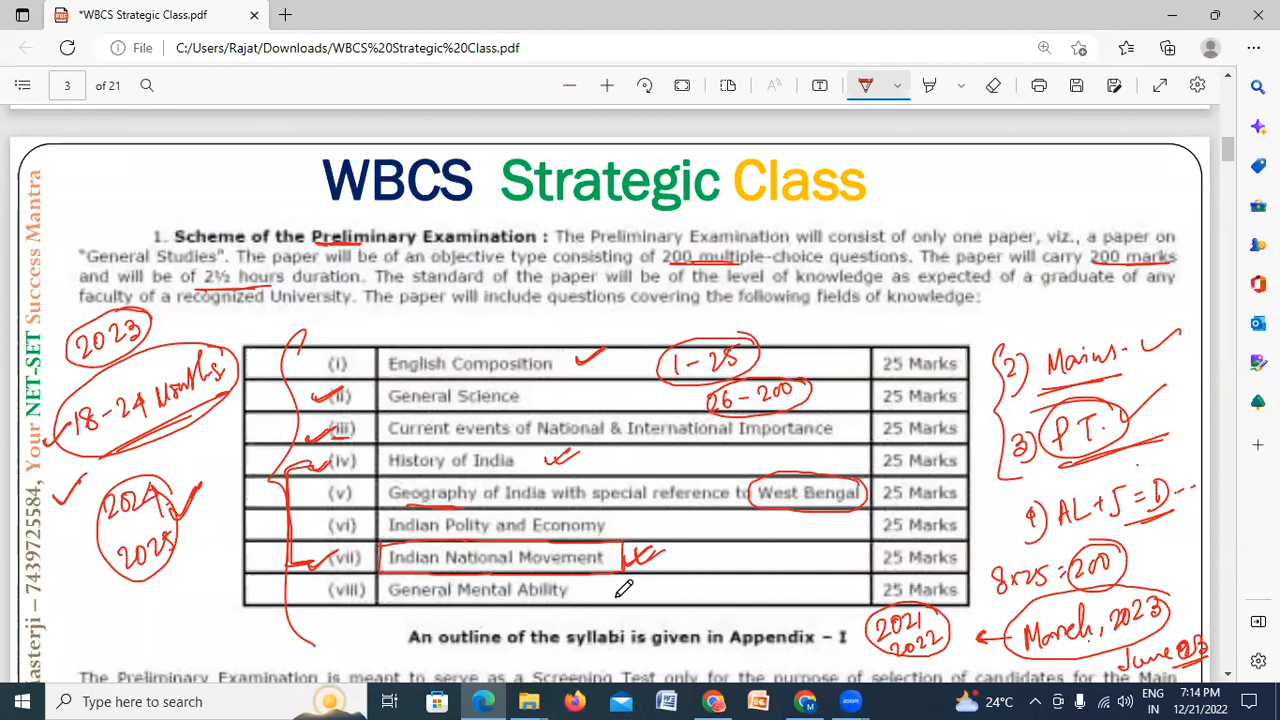 *WBCS Strategic Class.pdf
File C:/Users/Rajat/Downloads/WBCS%20Strategic%20Class.pdf
3 of 21
WBCS Strategic Class
1. Scheme of the Preliminary Examination : The Preliminary Examination will consist of only one paper, viz., a paper on
"General Studies". The paper will be of an objective type consisting of 200 multiple-choice questions. The paper will carry 200 marks
and will be of 2½ hours duration. The standard of the paper will be of the level of knowledge as expected of a graduate of any
faculty of a recognized University. The paper will include questions covering the following fields of knowledge:
(i) English Composition 25 Marks
(ii) General Science 25 Marks
(iii) Current events of National & International Importance 25 Marks
(iv) History of India 25 Marks
(v) Geography of India with special reference to West Bengal 25 Marks
(vi) Indian Polity and Economy 25 Marks
(vii) Indian National Movement 25 Marks
(viii) General Mental Ability 25 Marks
An outline of the syllabi is given in Appendix – I
The Preliminary Examination is meant to serve as a Screening Test only for the purpose of selection of candidates for the Main
2023
18-24 Months
2024
2025
1-25
26-200
2) Mains
3) P T.
AL + J = D
8x25 = 200
March, 2023
2021
2022
June
asterji – 7439725584, Your NET-SET Success Mantra
Type here to search
24°C
ENG
IN
7:14 PM
12/21/2022